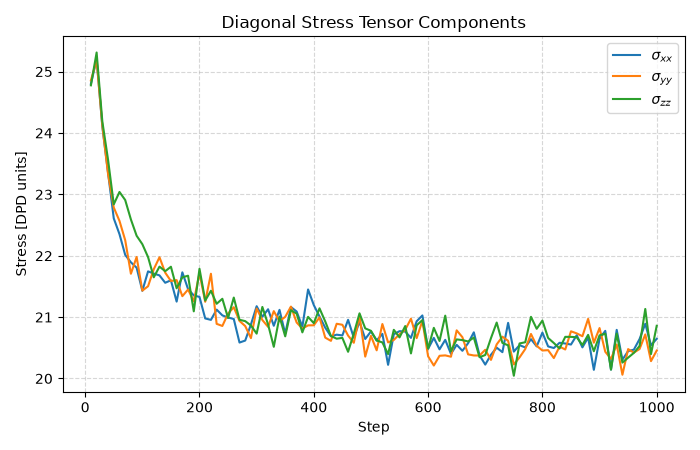 Diagonal Stress Tensor Components
Stress [DPD units]
25
24
23
22
21
20
σxx
σyy
σzz
0 200 400 600 800 1000
Step